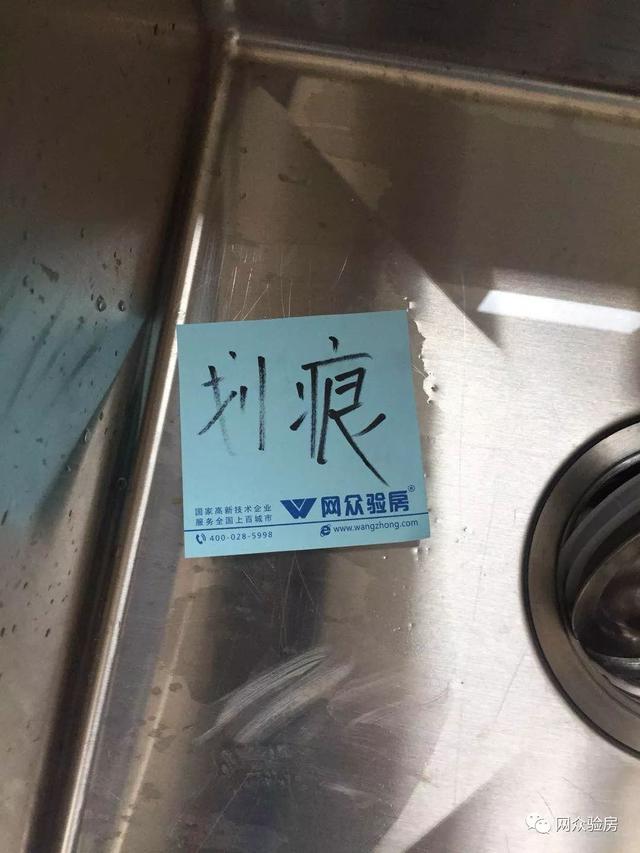 划痕
国家高新技术企业
服务全国上百城市
网众验房®
400-028-5998
www.wangzhong.com
网众验房